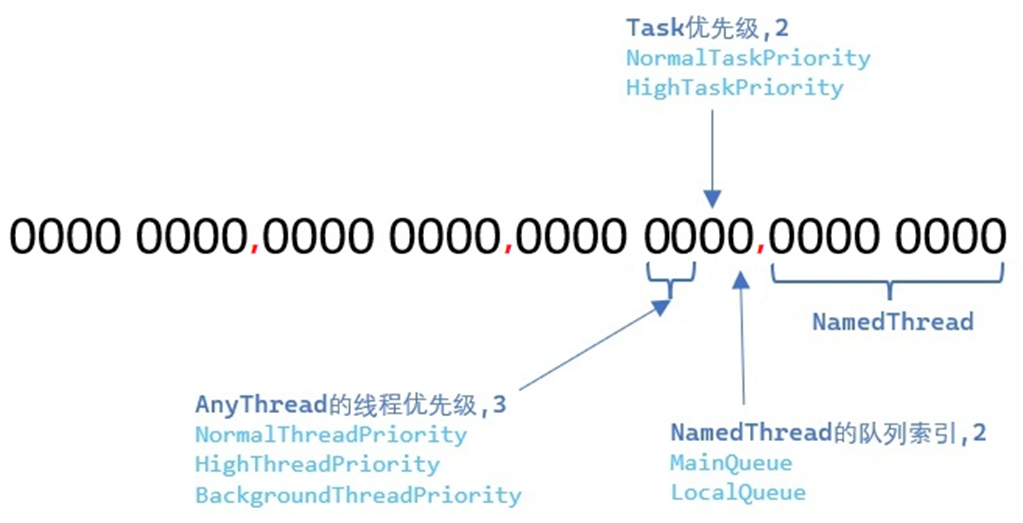 Task优先级,2
NormalTaskPriority
HighTaskPriority
0000 0000,0000 0000,0000 0000,0000 0000
NamedThread
AnyThread的线程优先级,3
NormalThreadPriority
HighThreadPriority
BackgroundThreadPriority
NamedThread的队列索引,2
MainQueue
LocalQueue